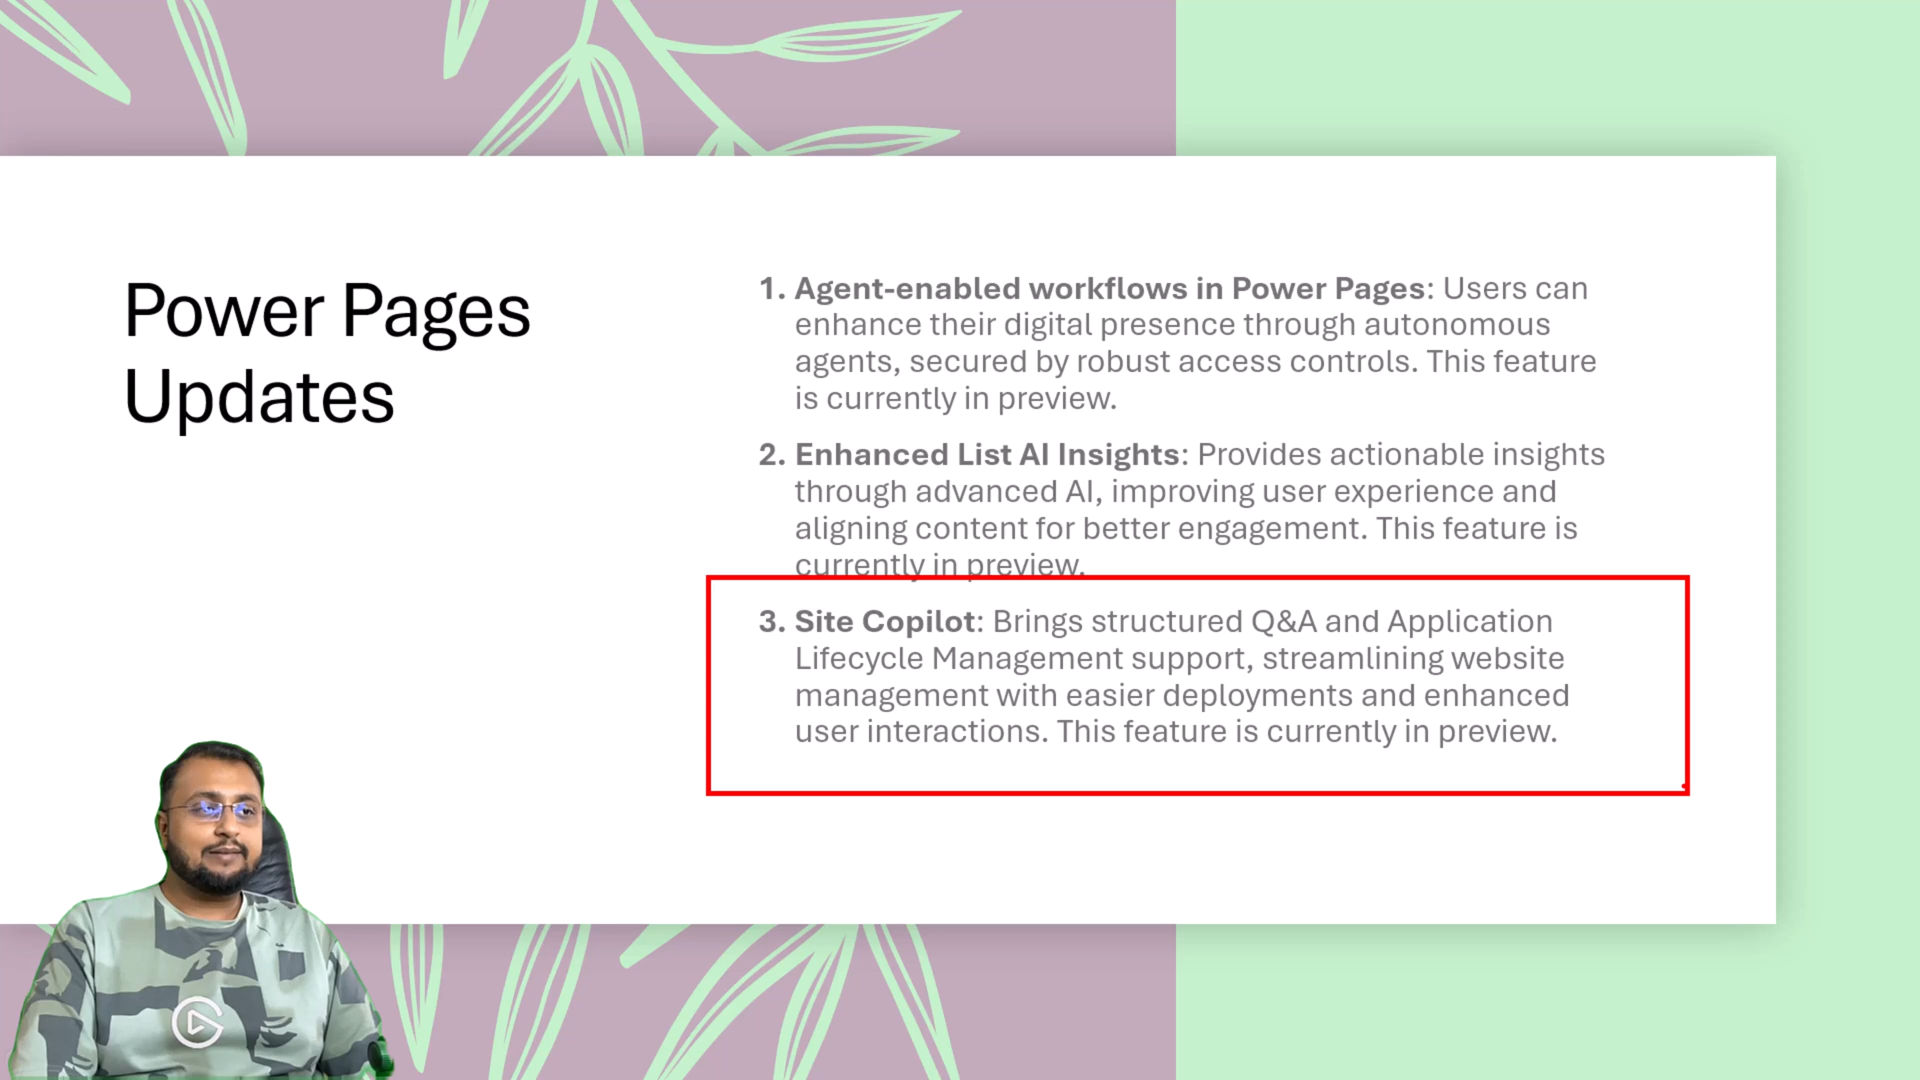 Power Pages
Updates
1. Agent-enabled workflows in Power Pages: Users can
enhance their digital presence through autonomous
agents, secured by robust access controls. This feature
is currently in preview.
2. Enhanced List AI Insights: Provides actionable insights
through advanced AI, improving user experience and
aligning content for better engagement. This feature is
currently in preview.
3. Site Copilot: Brings structured Q&A and Application
Lifecycle Management support, streamlining website
management with easier deployments and enhanced
user interactions. This feature is currently in preview.